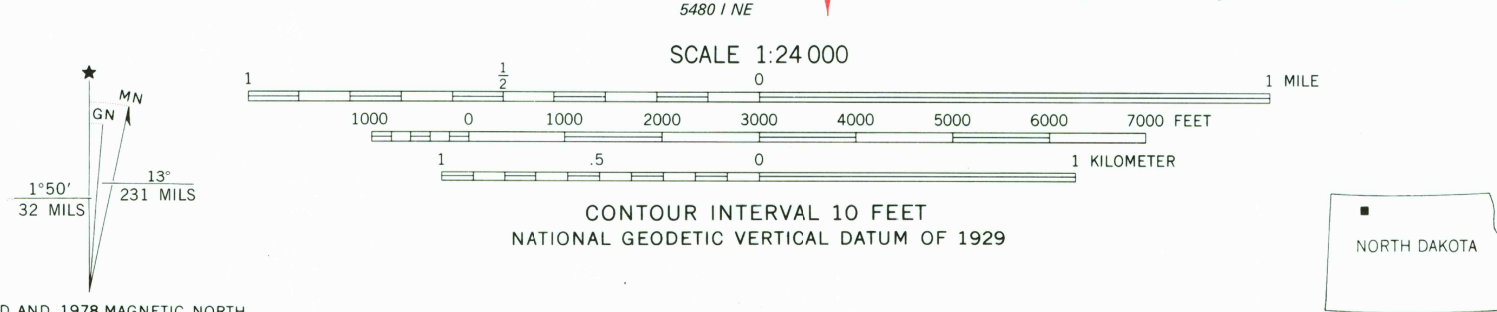 5480 I NE
SCALE 1:24 000
1 ½ 0 1 MILE
1000 0 1000 2000 3000 4000 5000 6000 7000 FEET
1 .5 0 1 KILOMETER
CONTOUR INTERVAL 10 FEET
NATIONAL GEODETIC VERTICAL DATUM OF 1929
★
MN
GN
1°50′
32 MILS
13°
231 MILS
AND 1978 MAGNETIC NORTH
NORTH DAKOTA